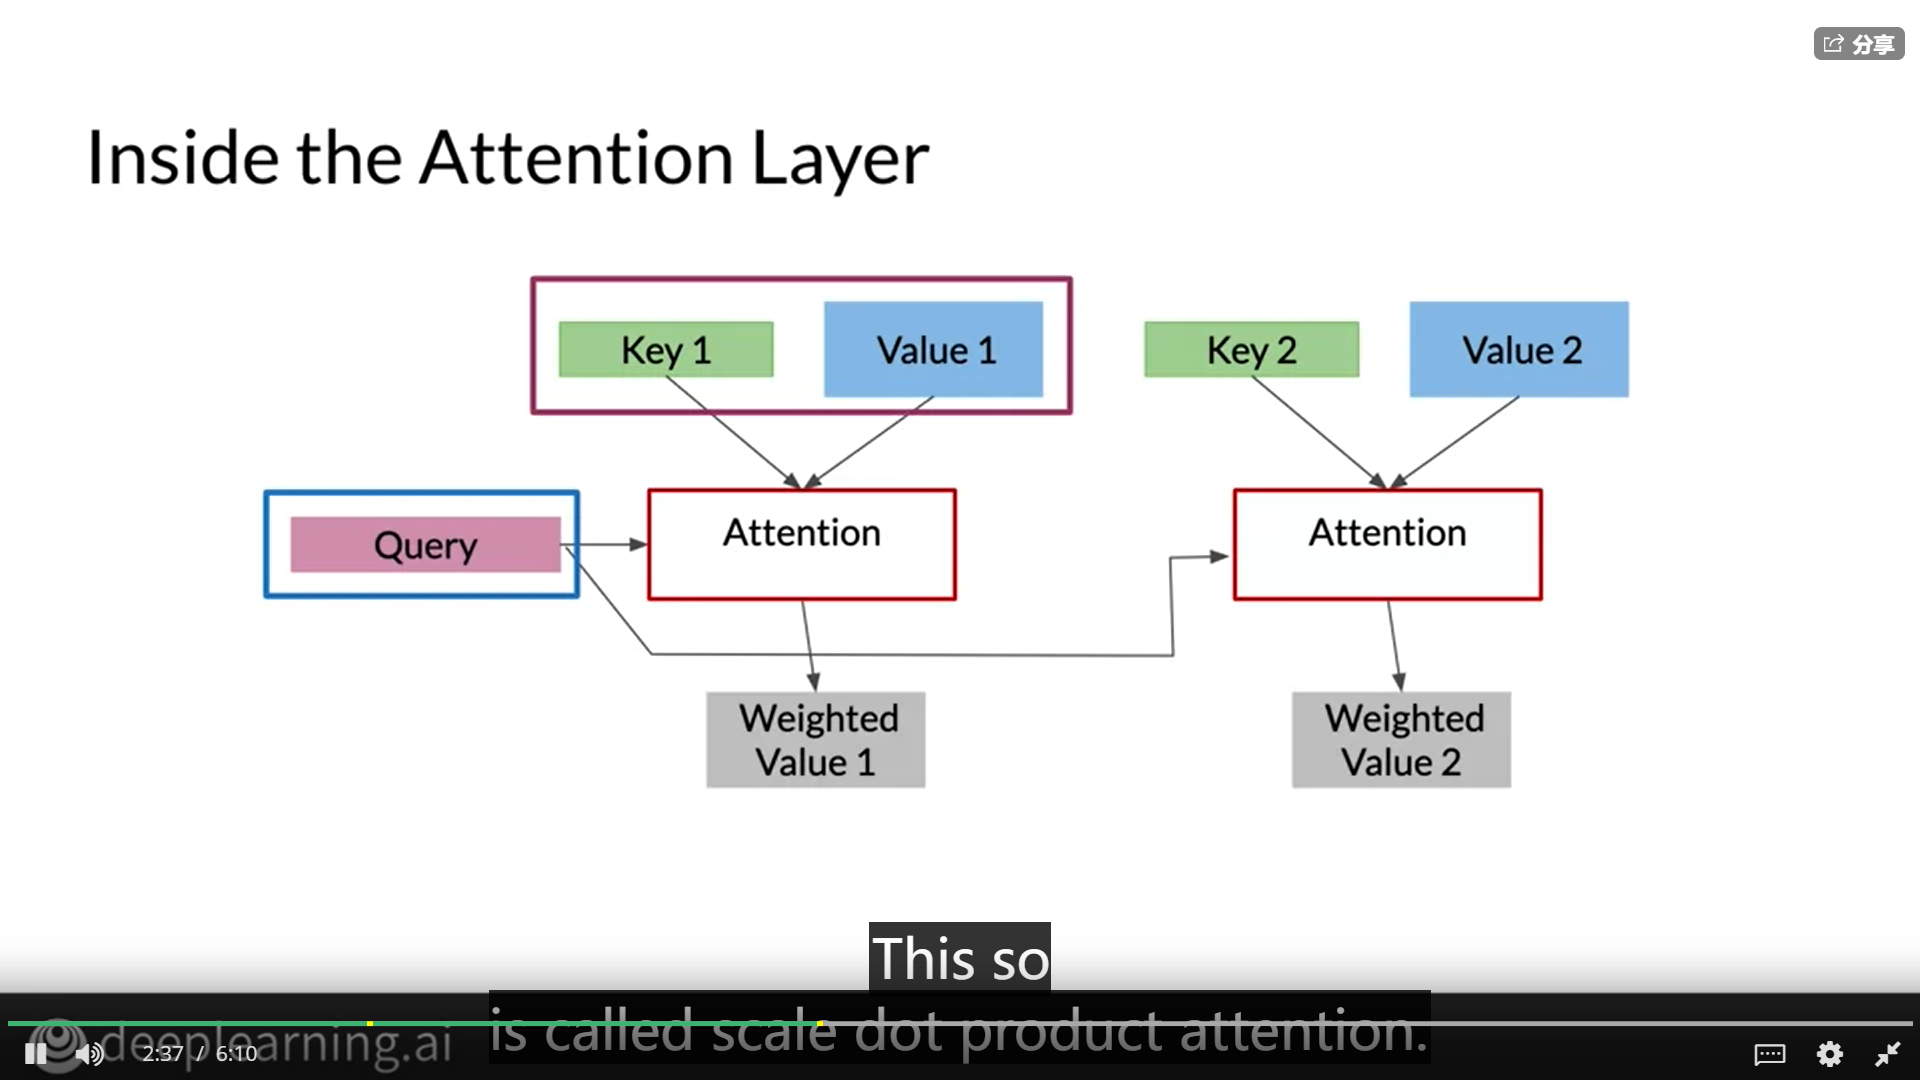 分享
Inside the Attention Layer
Key 1
Value 1
Key 2
Value 2
Query
Attention
Attention
Weighted
Value 1
Weighted
Value 2
This so
is called scale dot product attention.
deeplearning.ai
2:37 / 6:10